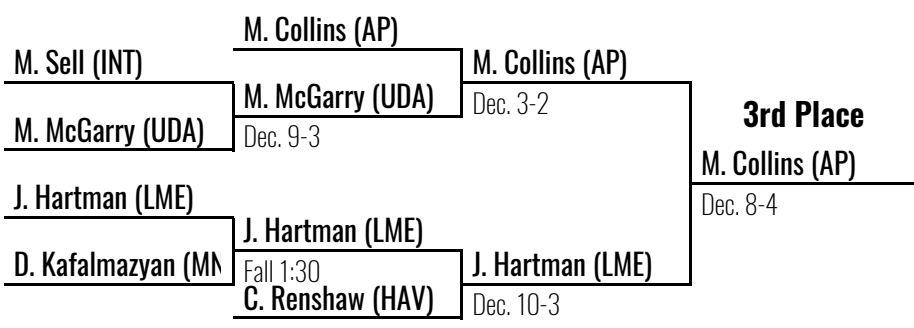 M. Collins (AP)
M. Sell (INT)
M. Collins (AP)
M. McGarry (UDA)
Dec. 3-2
3rd Place
M. McGarry (UDA)
Dec. 9-3
M. Collins (AP)
J. Hartman (LME)
Dec. 8-4
J. Hartman (LME)
D. Kafalmazyan (MN
Fall 1:30
J. Hartman (LME)
C. Renshaw (HAV)
Dec. 10-3